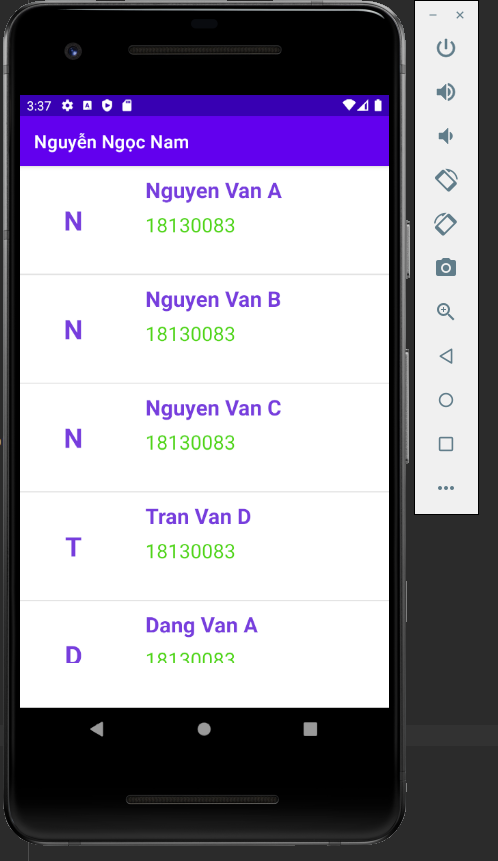 3:37
Nguyễn Ngọc Nam
Nguyen Van A
N
18130083
Nguyen Van B
N
18130083
Nguyen Van C
N
18130083
Tran Van D
T
18130083
Dang Van A
D
18130083